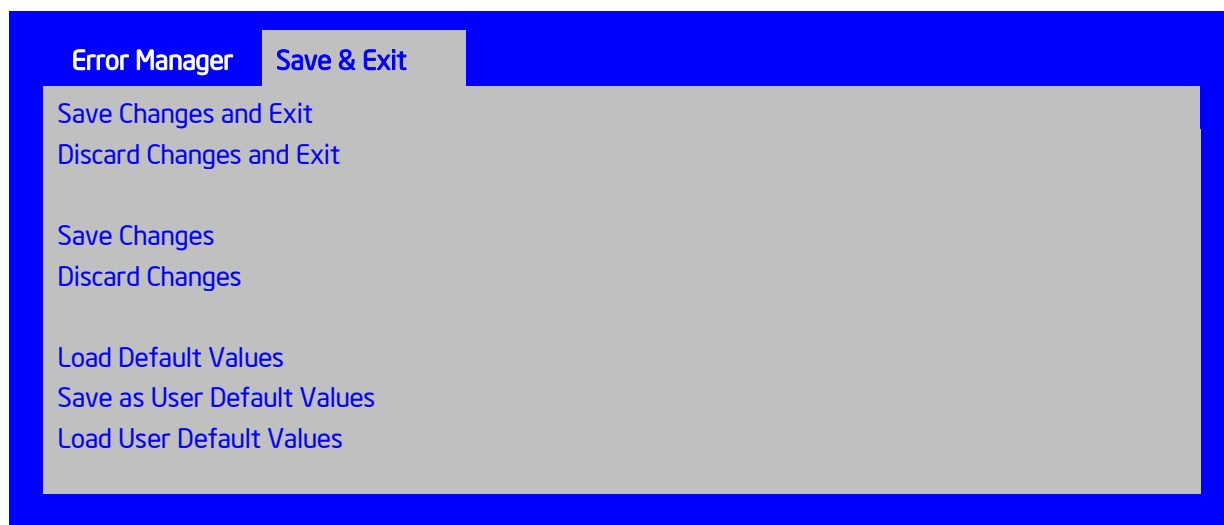 Error Manager Save & Exit
Save Changes and Exit
Discard Changes and Exit
Save Changes
Discard Changes
Load Default Values
Save as User Default Values
Load User Default Values